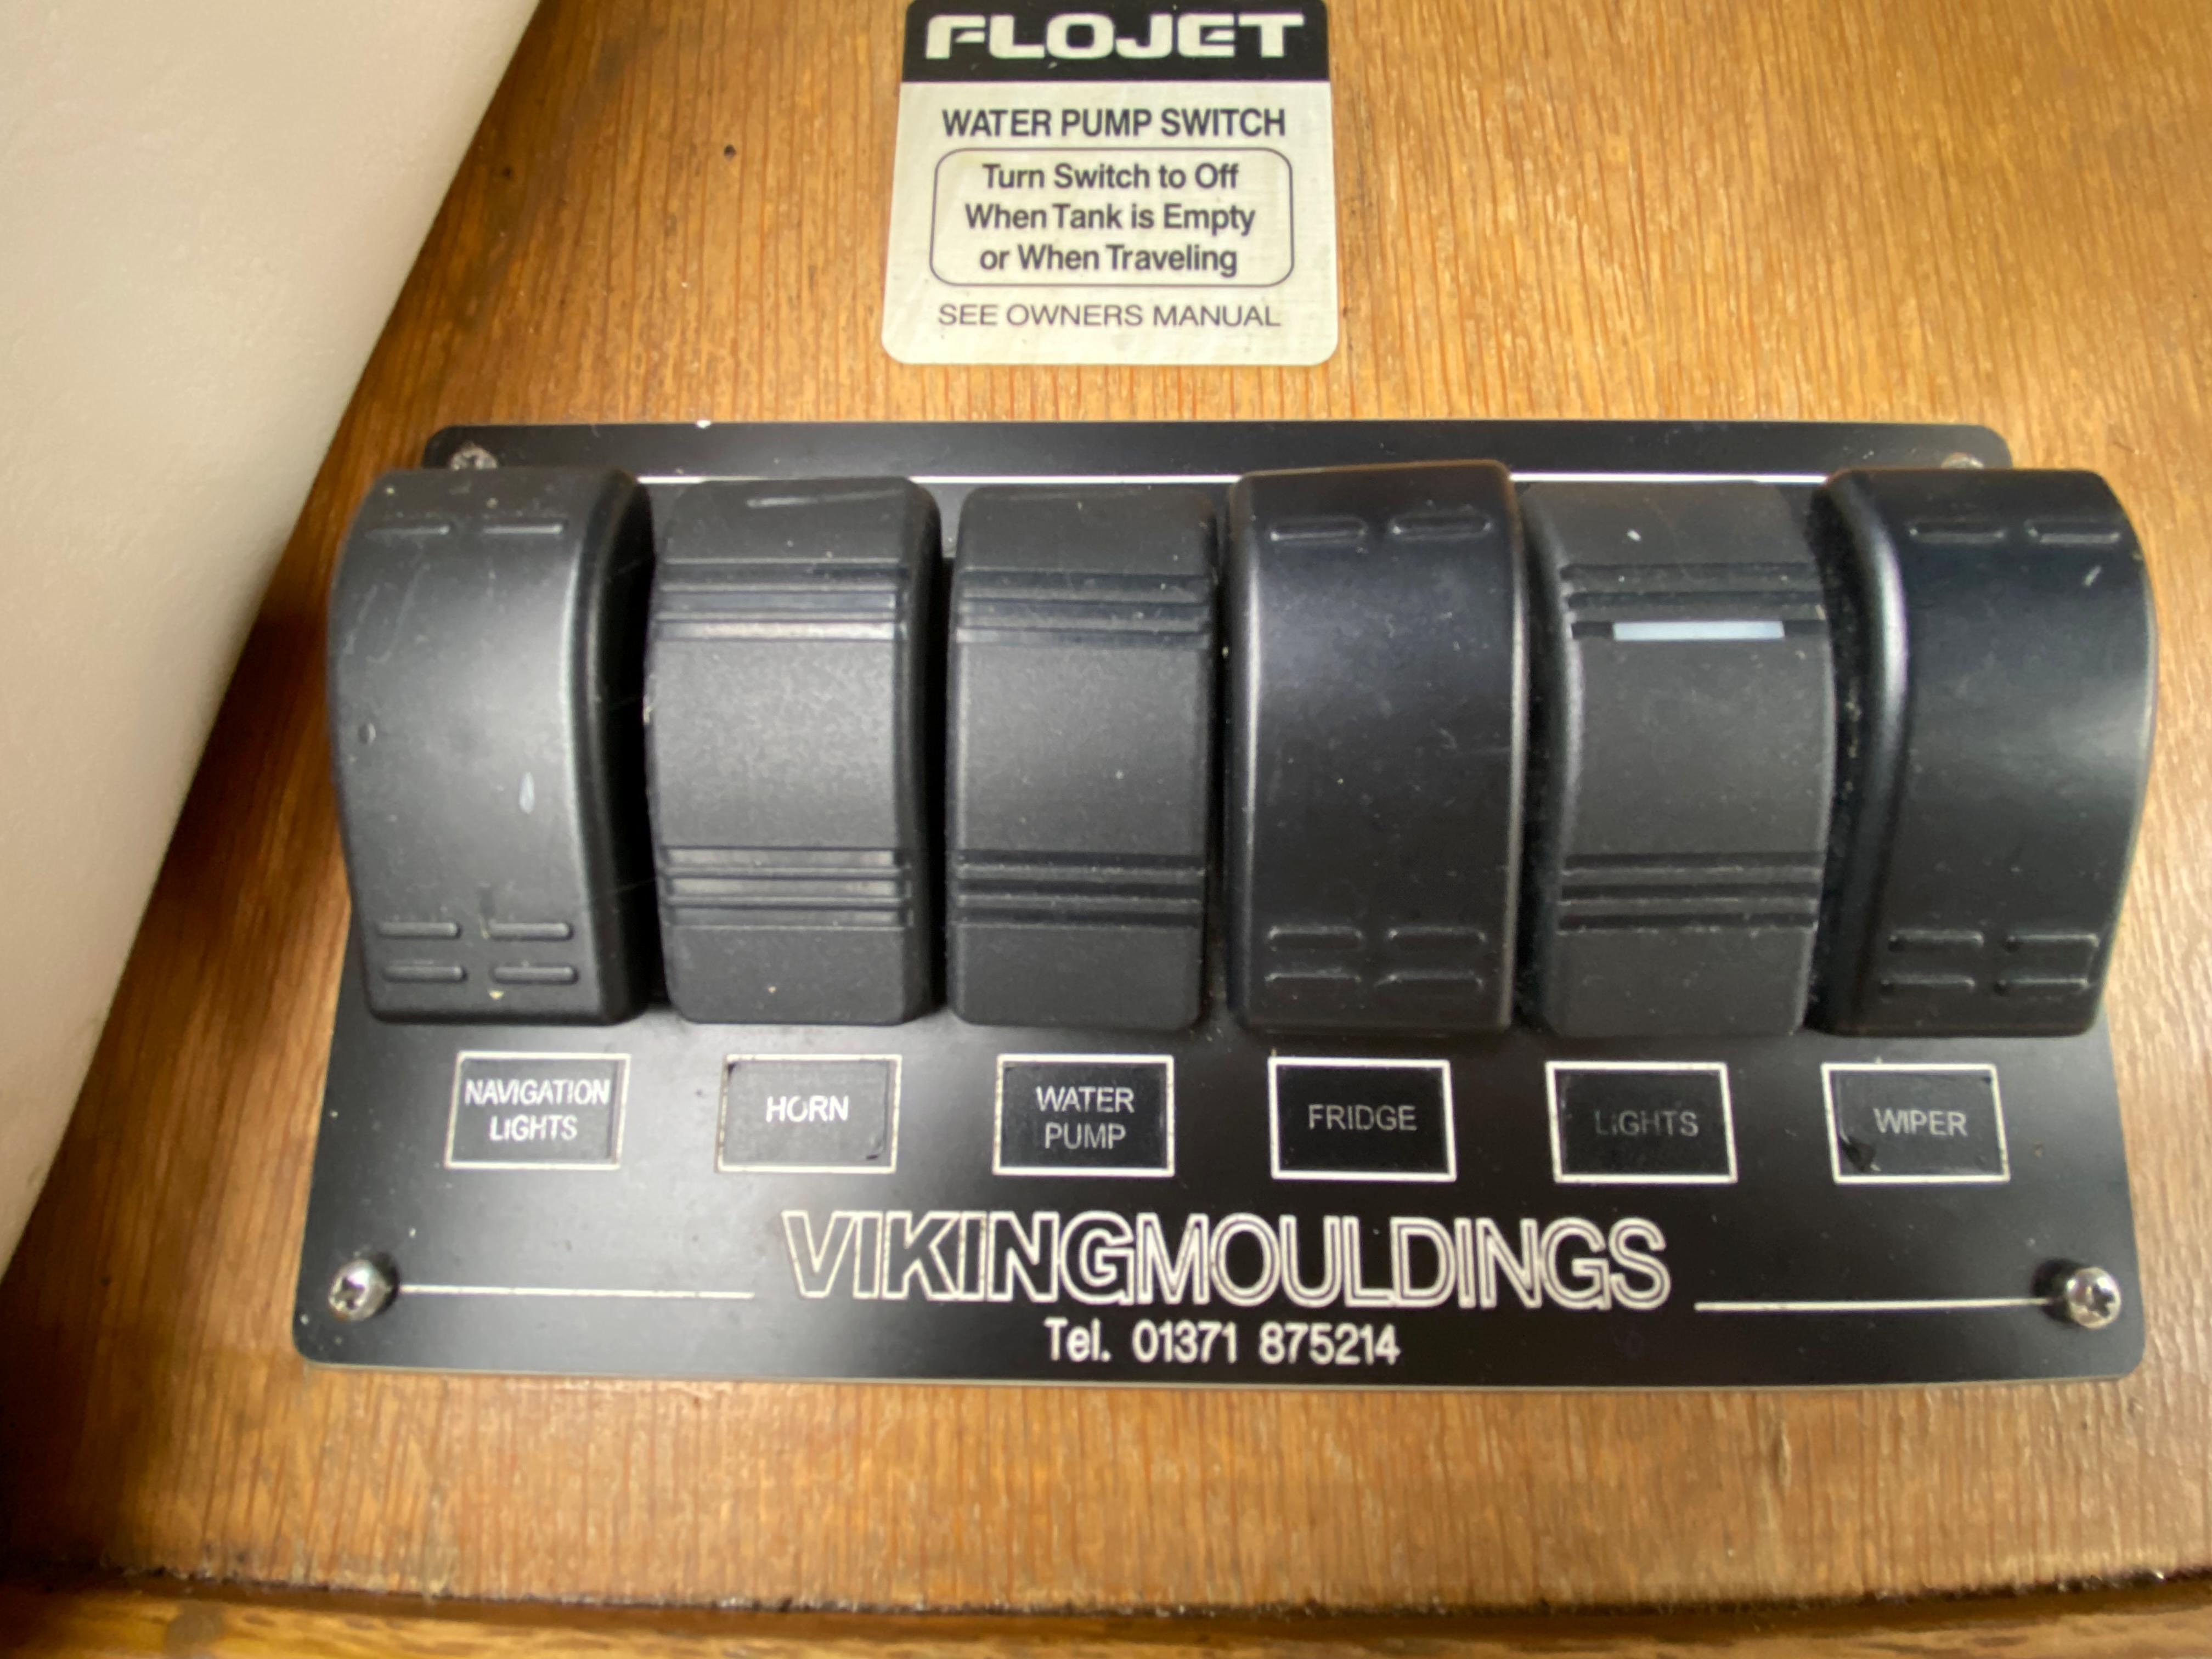 FLOJET
WATER PUMP SWITCH
Turn Switch to Off
When Tank is Empty
or When Traveling
SEE OWNERS MANUAL
NAVIGATION
LIGHTS
HORN
WATER
PUMP
FRIDGE
LIGHTS
WIPER
VIKINGMOULDINGS
Tel. 01371 875214